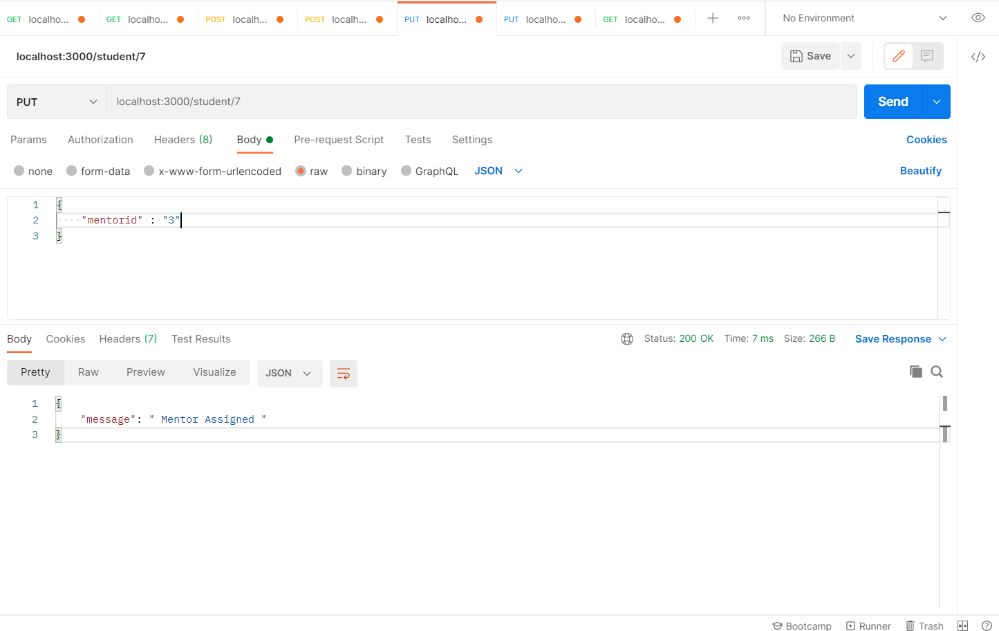 GET localho... GET localho... POST localh... POST localh... PUT localho... PUT localho... GET localho... No Environment
localhost:3000/student/7 Save
PUT localhost:3000/student/7 Send
Params Authorization Headers (8) Body Pre-request Script Tests Settings Cookies
none form-data x-www-form-urlencoded raw binary GraphQL JSON Beautify
1 {
2 "mentorid" : "3"
3 }
Body Cookies Headers (7) Test Results Status: 200 OK Time: 7 ms Size: 266 B Save Response
Pretty Raw Preview Visualize JSON
1 {
2 "message": " Mentor Assigned "
3 }
Bootcamp Runner Trash